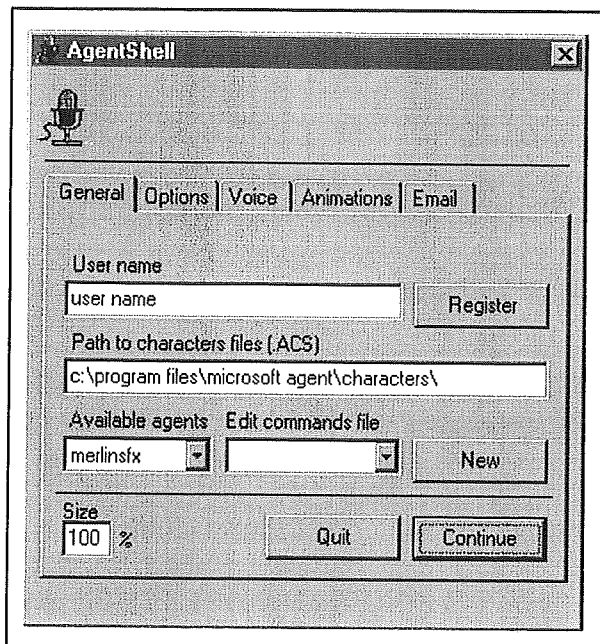 AgentShell
General Options Voice Animations Email
User name
user name
Register
Path to characters files (.ACS)
c:\program files\microsoft agent\characters\
Available agents Edit commands file
merlinsfx
New
Size
100 %
Quit
Continue